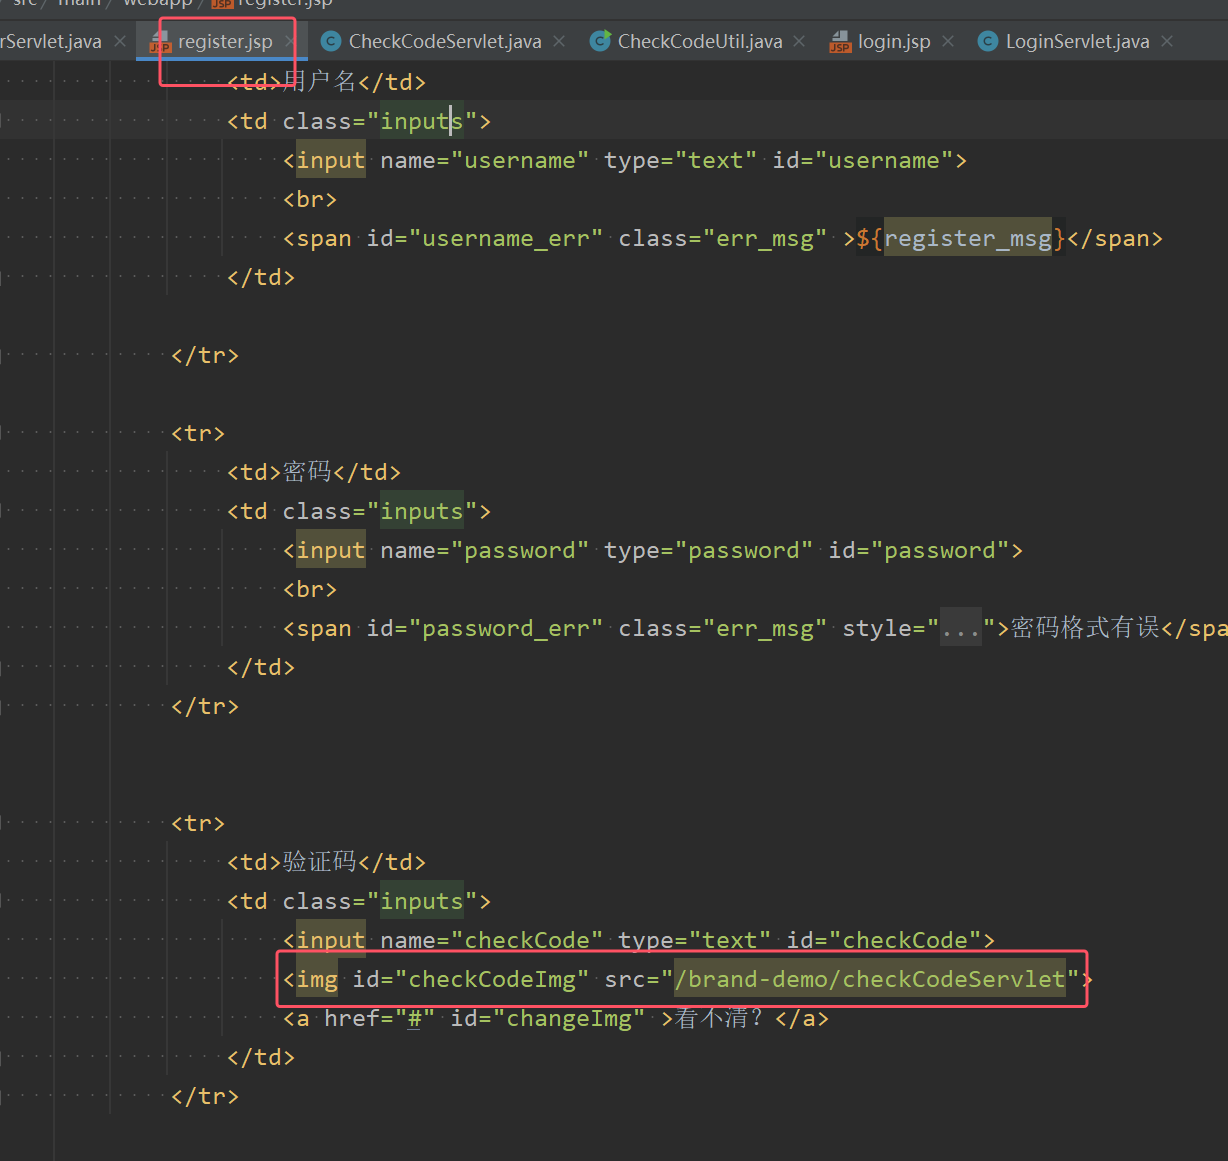 src / main / webapp / register.jsp
rServlet.java × register.jsp × CheckCodeServlet.java × CheckCodeUtil.java × login.jsp × LoginServlet.java ×
<td>用户名</td>
<td class="inputs">
<input name="username" type="text" id="username">
<br>
<span id="username_err" class="err_msg" >${register_msg}</span>
</td>
</tr>
<tr>
<td>密码</td>
<td class="inputs">
<input name="password" type="password" id="password">
<br>
<span id="password_err" class="err_msg" style="...">密码格式有误</spa
</td>
</tr>
<tr>
<td>验证码</td>
<td class="inputs">
<input name="checkCode" type="text" id="checkCode">
<img id="checkCodeImg" src="/brand-demo/checkCodeServlet">
<a href="#" id="changeImg" >看不清？</a>
</td>
</tr>